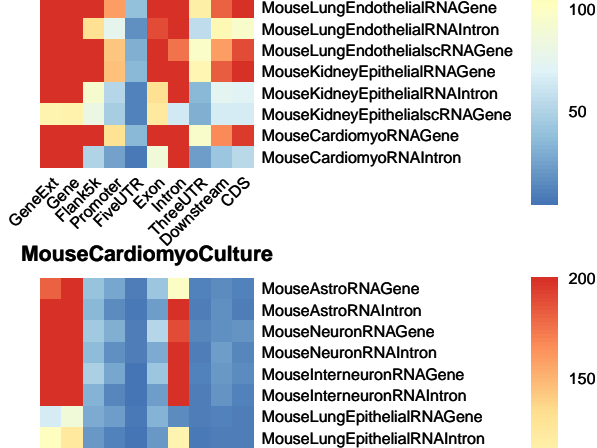 MouseLungEndothelialRNAGene
100
MouseLungEndothelialRNAIntron
MouseLungEndothelialscRNAGene
MouseKidneyEpithelialRNAGene
MouseKidneyEpithelialRNAIntron
50
MouseKidneyEpithelialscRNAGene
MouseCardiomyoRNAGene
MouseCardiomyoRNAIntron
GeneExt
Gene
Flank5k
Promoter
FiveUTR
Exon
Intron
ThreeUTR
Downstream
CDS
MouseCardiomyoCulture
MouseAstroRNAGene
200
MouseAstroRNAIntron
MouseNeuronRNAGene
MouseNeuronRNAIntron
MouseInterneuronRNAGene
150
MouseInterneuronRNAIntron
MouseLungEpithelialRNAGene
MouseLungEpithelialRNAIntron